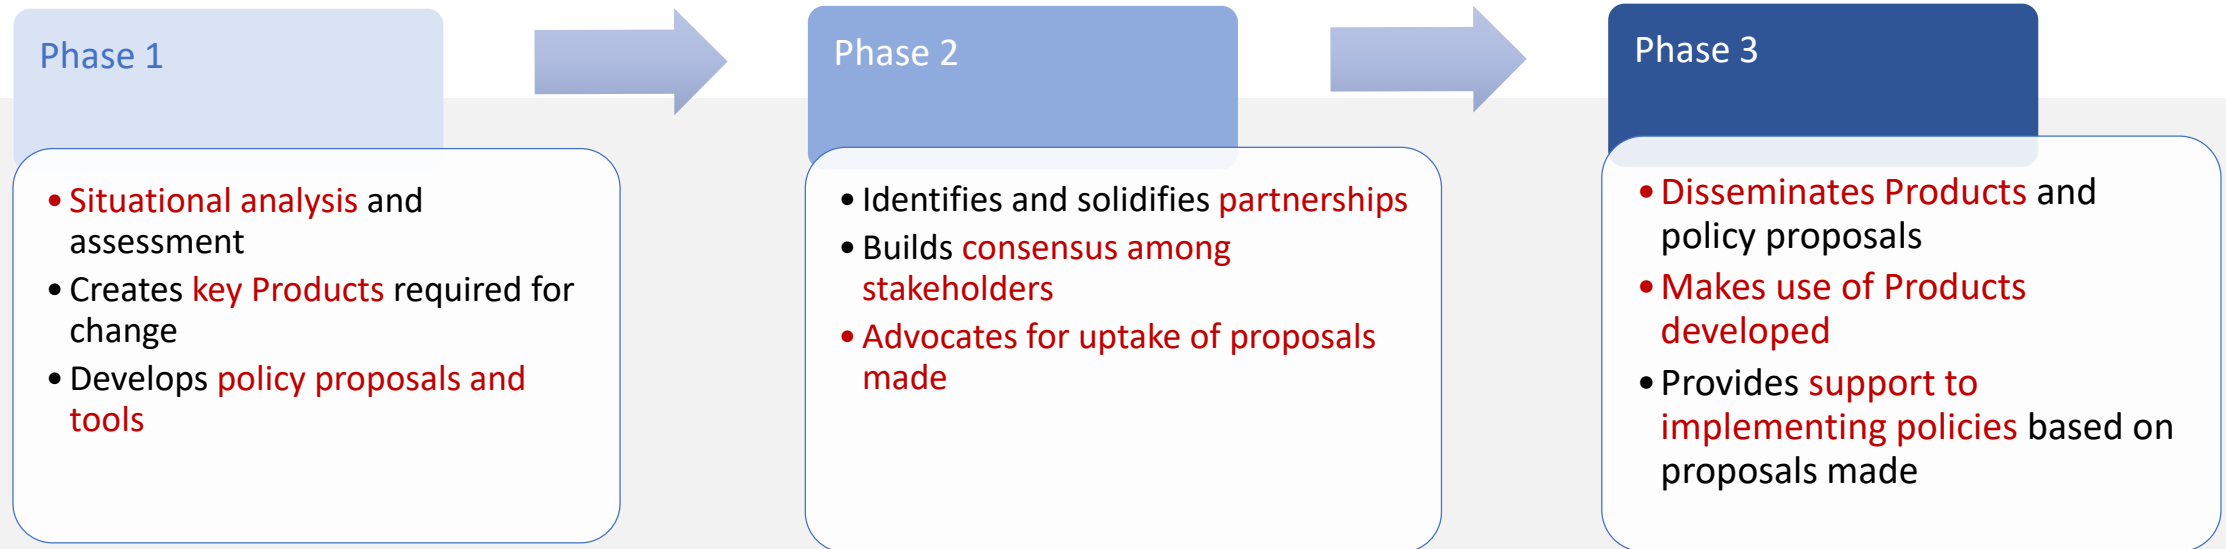 Phase 1
• Situational analysis and
assessment
• Creates key Products required for
change
• Develops policy proposals and
tools
Phase 2
• Identifies and solidifies partnerships
• Builds consensus among
stakeholders
• Advocates for uptake of proposals
made
Phase 3
• Disseminates Products and
policy proposals
• Makes use of Products
developed
• Provides support to
implementing policies based on
proposals made